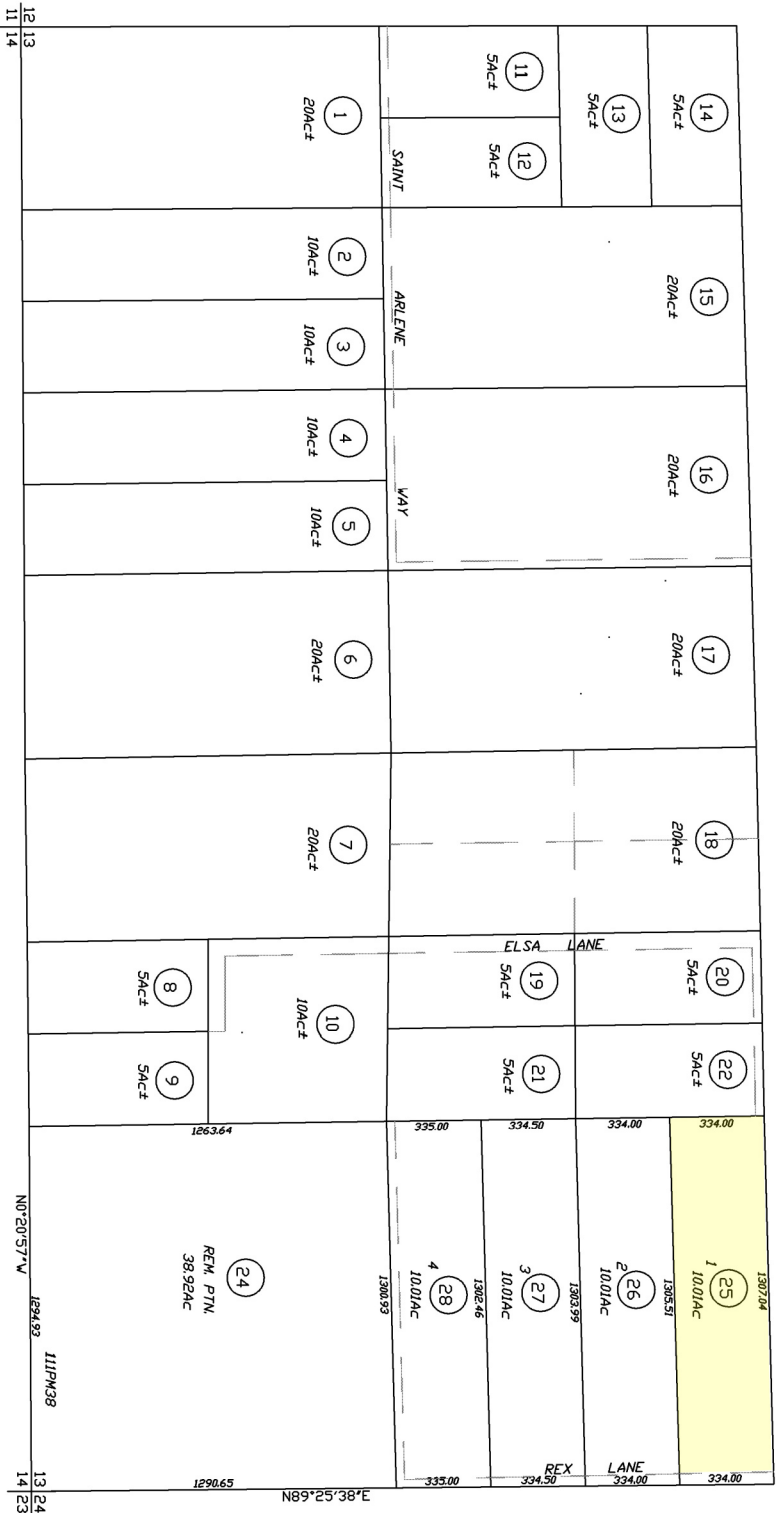 12 13
11 14
1
20Ac±
11
5Ac±
12
5Ac±
13
5Ac±
14
5Ac±
2
10Ac±
3
10Ac±
4
10Ac±
5
10Ac±
SAINT ARLENE WAY
15
20Ac±
16
20Ac±
6
20Ac±
17
20Ac±
7
20Ac±
18
20Ac±
ELSA LANE
8
5Ac±
9
5Ac±
10
10Ac±
19
5Ac±
20
5Ac±
21
5Ac±
22
5Ac±
1263.64
335.00
334.50
334.00
334.00
24
REM. PTN.
38.92Ac
1300.93
28
4
10.01Ac
1302.46
27
3
10.01Ac
1303.99
26
2
10.01Ac
1305.51
25
1
10.01Ac
1307.04
N0°20'57"W
1294.93
111PM38
REX LANE
1290.65
335.00
334.50
334.00
334.00
N89°25'38"E
13 24
14 23